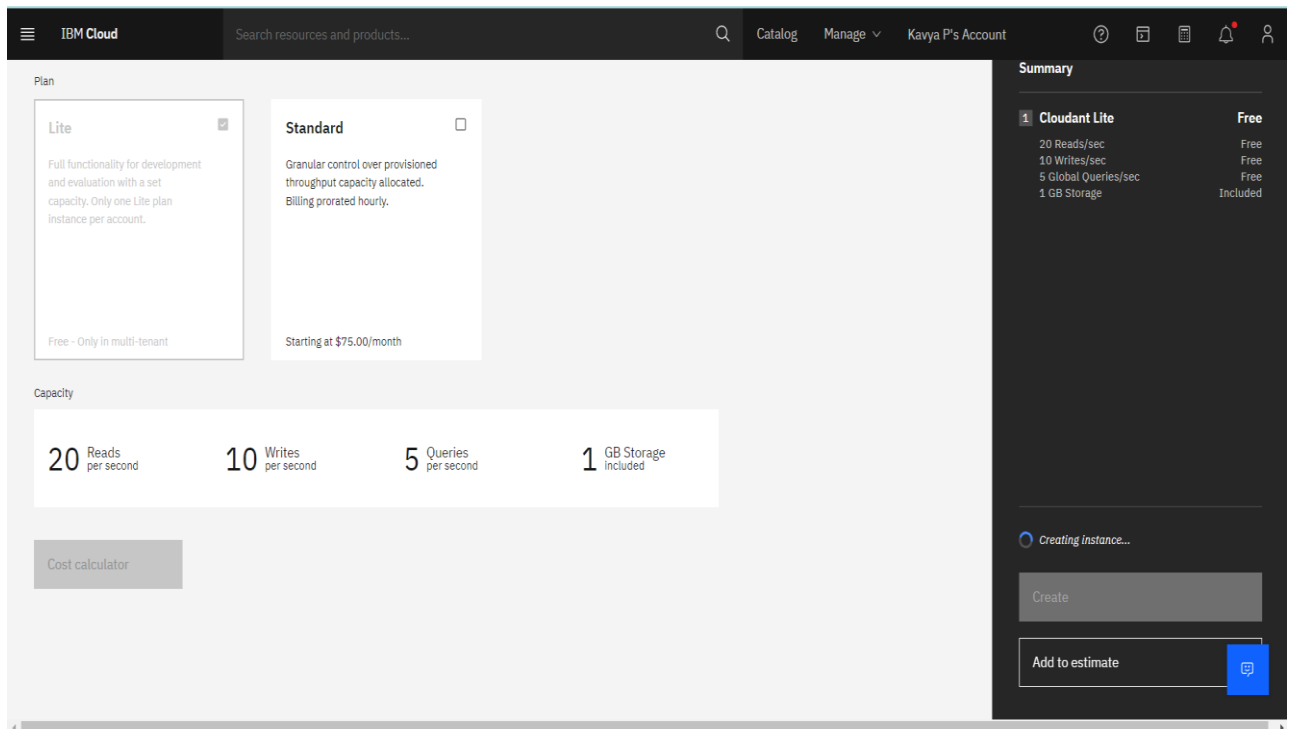 IBM Cloud
Search resources and products...
Catalog
Manage
Kavya P's Account
Plan
Lite
Full functionality for development
and evaluation with a set
capacity. Only one Lite plan
instance per account.
Free - Only in multi-tenant
Standard
Granular control over provisioned
throughput capacity allocated.
Billing prorated hourly.
Starting at $75.00/month
Capacity
20 Reads
per second
10 Writes
per second
5 Queries
per second
1 GB Storage
included
Cost calculator
Summary
1 Cloudant Lite Free
20 Reads/sec Free
10 Writes/sec Free
5 Global Queries/sec Free
1 GB Storage Included
Creating instance...
Create
Add to estimate